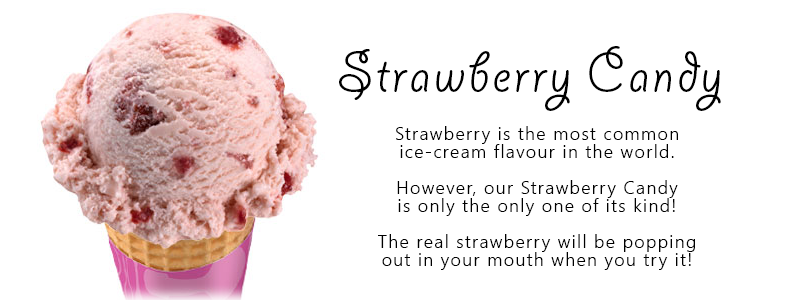 Strawberry Candy
Strawberry is the most common
ice-cream flavour in the world.
However, our Strawberry Candy
is only the only one of its kind!
The real strawberry will be popping
out in your mouth when you try it!